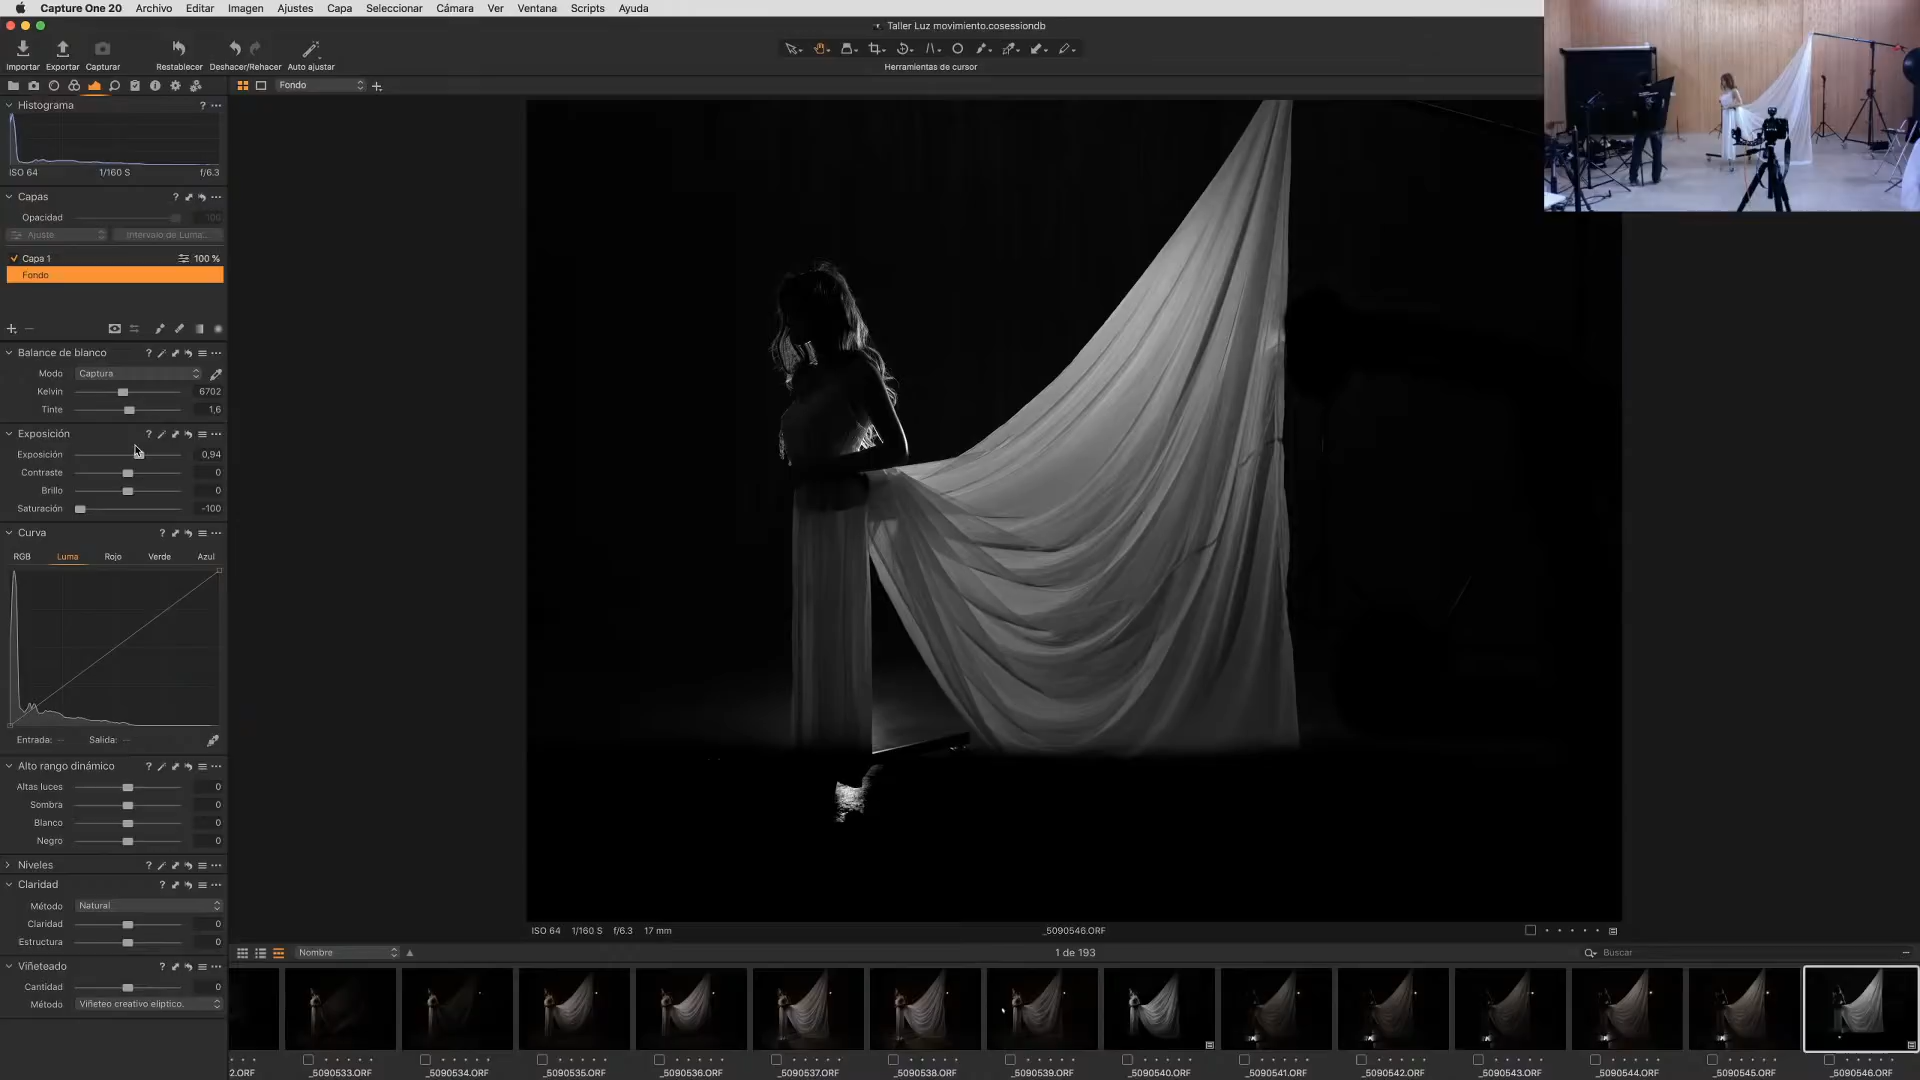 Capture One 20 Archivo Editar Imagen Ajustes Capa Seleccionar Cámara Ver Ventana Scripts Ayuda
Taller Luz movimiento.cosessiondb
Importar Exportar Capturar Restablecer Deshacer/Rehacer Auto ajustar
Herramientas de cursor
Fondo
Histograma
ISO 64 1/160 S f/6.3
Capas
Opacidad 100
Ajuste Intervalo de Luma...
Capa 1 100 %
Fondo
Balance de blanco
Modo Captura
Kelvin 6702
Tinte 1,6
Exposición
Exposición 0,94
Contraste 0
Brillo 0
Saturación -100
Curva
RGB Luma Rojo Verde Azul
Entrada: -- Salida: --
Alto rango dinámico
Altas luces 0
Sombra 0
Blanco 0
Negro 0
Niveles
Claridad
Método Natural
Claridad 0
Estructura 0
Viñeteado
Cantidad 0
Método Viñeteo creativo elíptico.
ISO 64 1/160 S f/6.3 17 mm _5090546.ORF
Nombre 1 de 193 Buscar
2.ORF _5090533.ORF _5090534.ORF _5090535.ORF _5090536.ORF _5090537.ORF _5090538.ORF _5090539.ORF _5090540.ORF _5090541.ORF _5090542.ORF _5090543.ORF _5090544.ORF _5090545.ORF _5090546.ORF